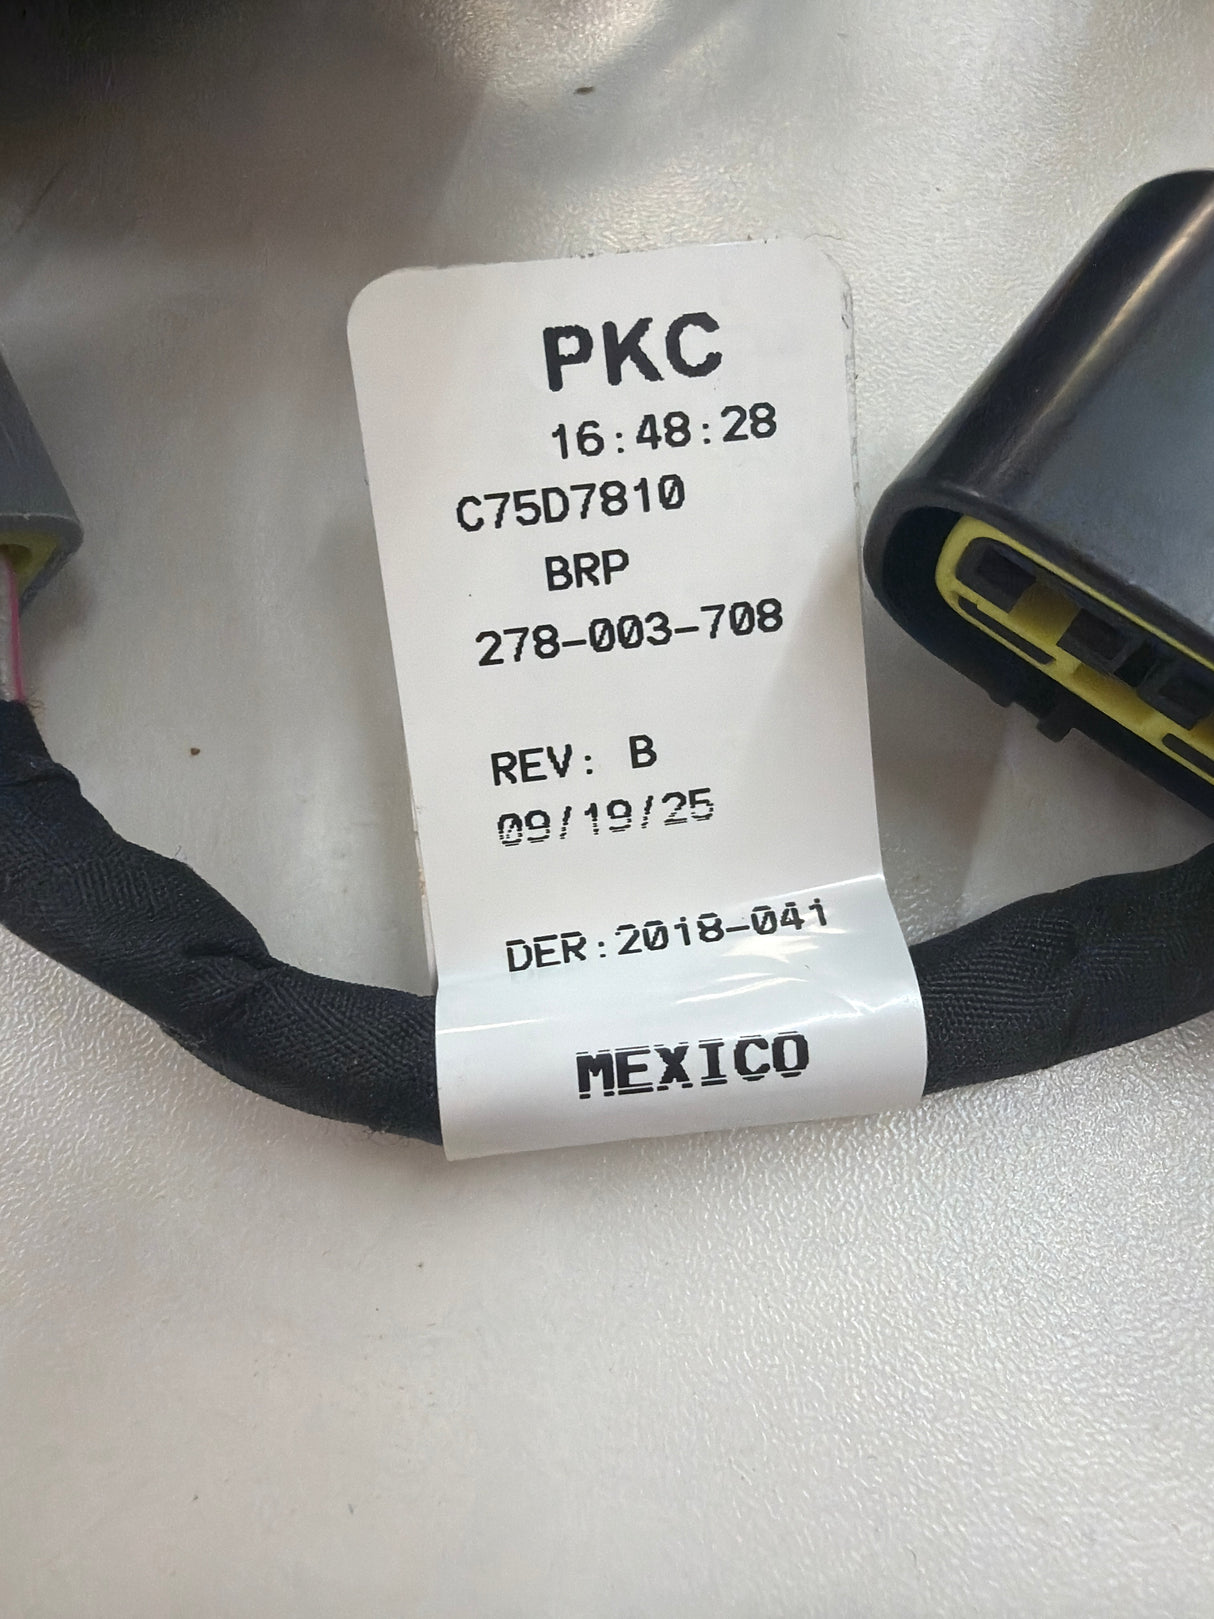 PKC
16:48:28
C75D7810
BRP
278-003-708
REV: B
09/19/25
DER:2018-041
MEXICO